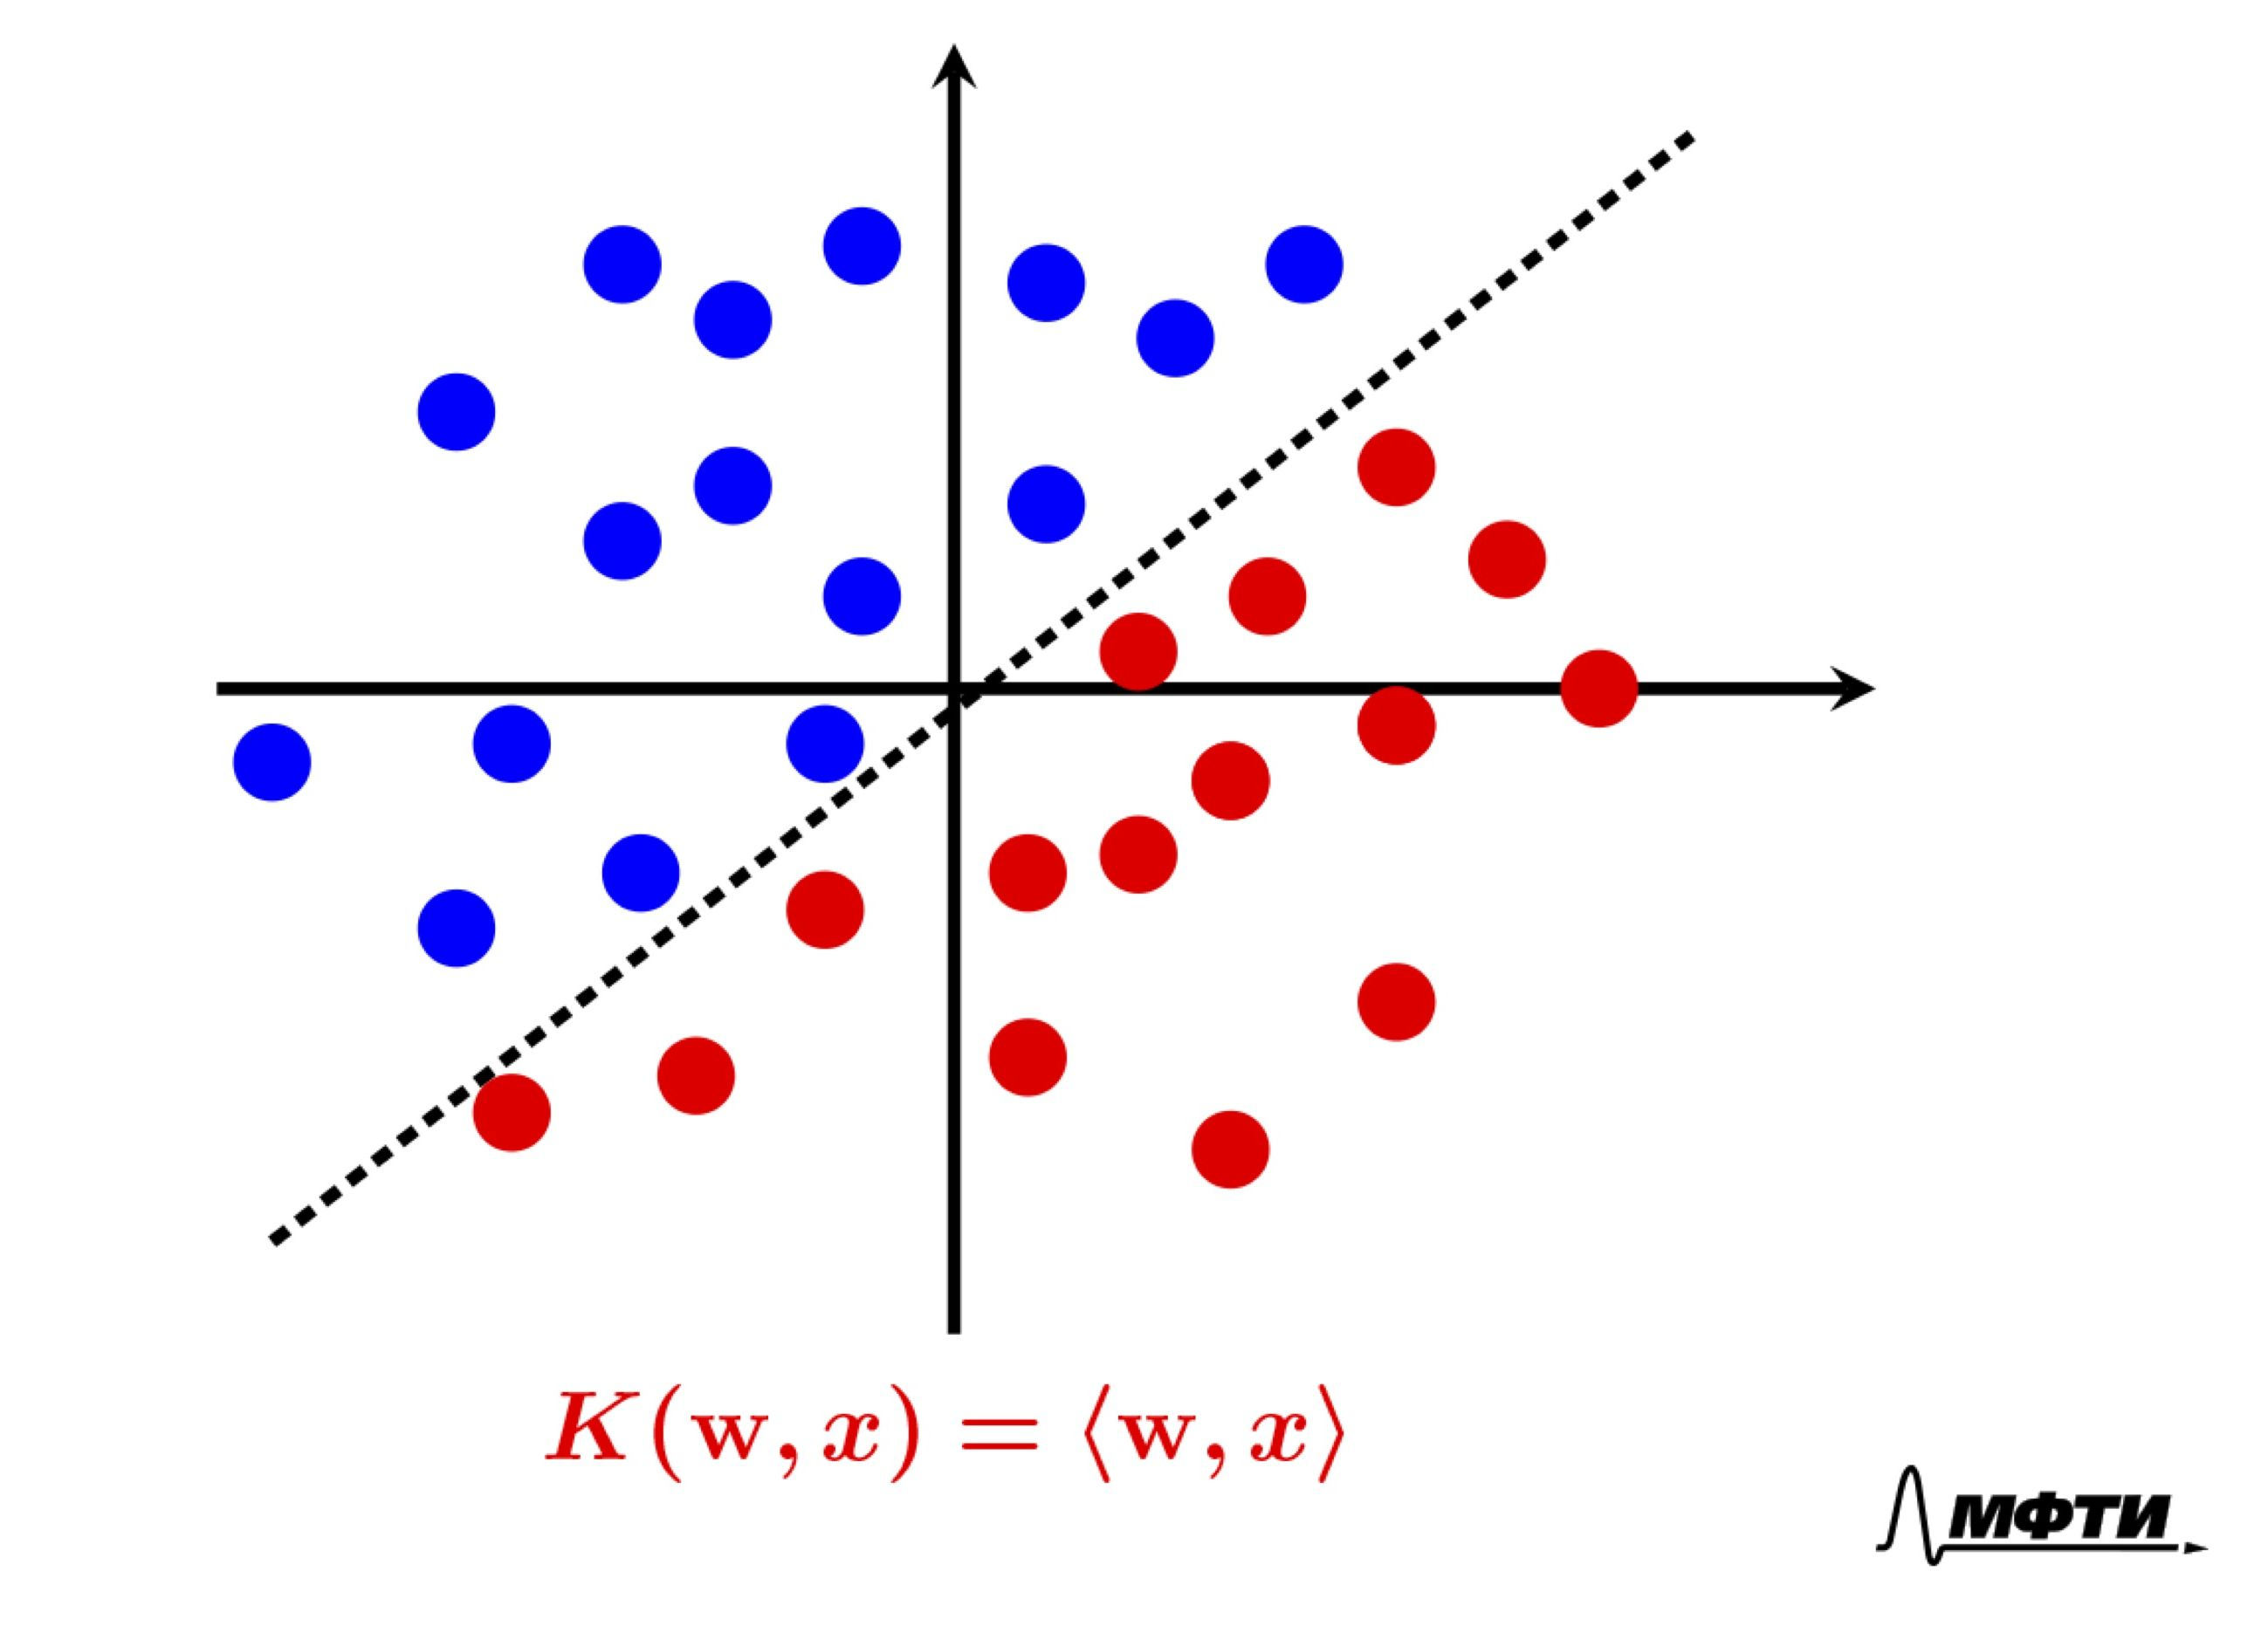 K(w, x) = ⟨w, x⟩
МФТИ